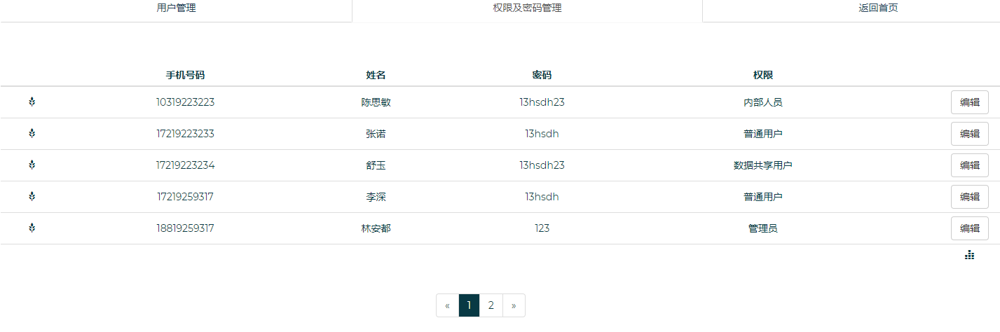 用户管理 权限及密码管理 返回首页
手机号码 姓名 密码 权限
10319223223 陈思敏 13hsdh23 内部人员 编辑
17219223233 张诺 13hsdh 普通用户 编辑
17219223234 舒玉 13hsdh23 数据共享用户 编辑
17219259317 李深 13hsdh 普通用户 编辑
18819259317 林安都 123 管理员 编辑
« 1 2 »